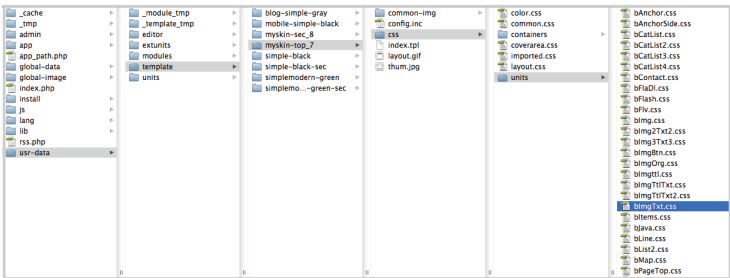 _cache
_tmp
admin
app
app_path.php
global-data
global-image
index.php
install
js
lang
lib
rss.php
usr-data
_module_tmp
_template_tmp
editor
extunits
modules
template
units
blog-simple-gray
mobile-simple-black
myskin-sec_8
myskin-top_7
simple-black
simple-black-sec
simplemodern-green
simplemo...-green-sec
common-img
config.inc
css
index.tpl
layout.gif
thum.jpg
color.css
common.css
containers
coverarea.css
imported.css
layout.css
units
bAnchor.css
bAnchorSide.css
bCatList.css
bCatList2.css
bCatList3.css
bCatList4.css
bContact.css
bFlaDl.css
bFlash.css
bFlv.css
bImg.css
bImg2Txt2.css
bImg3Txt3.css
bImgBtn.css
bImgOrg.css
bImgttl.css
bImgTtlTxt.css
bImgTtlTxt2.css
bImgTxt.css
bItems.css
bJava.css
bLine.css
bList2.css
bMap.css
bPageTop.css